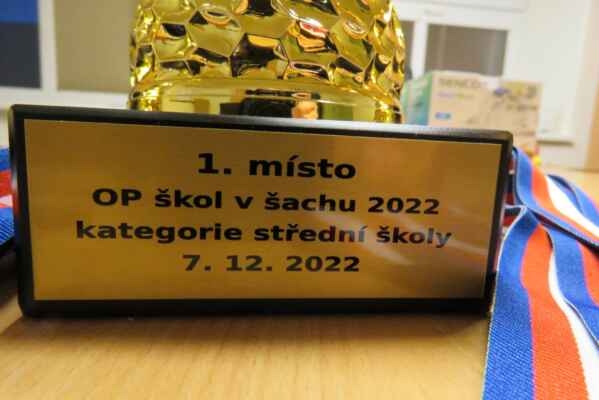 1. místo
OP škol v šachu 2022
kategorie střední školy
7. 12. 2022